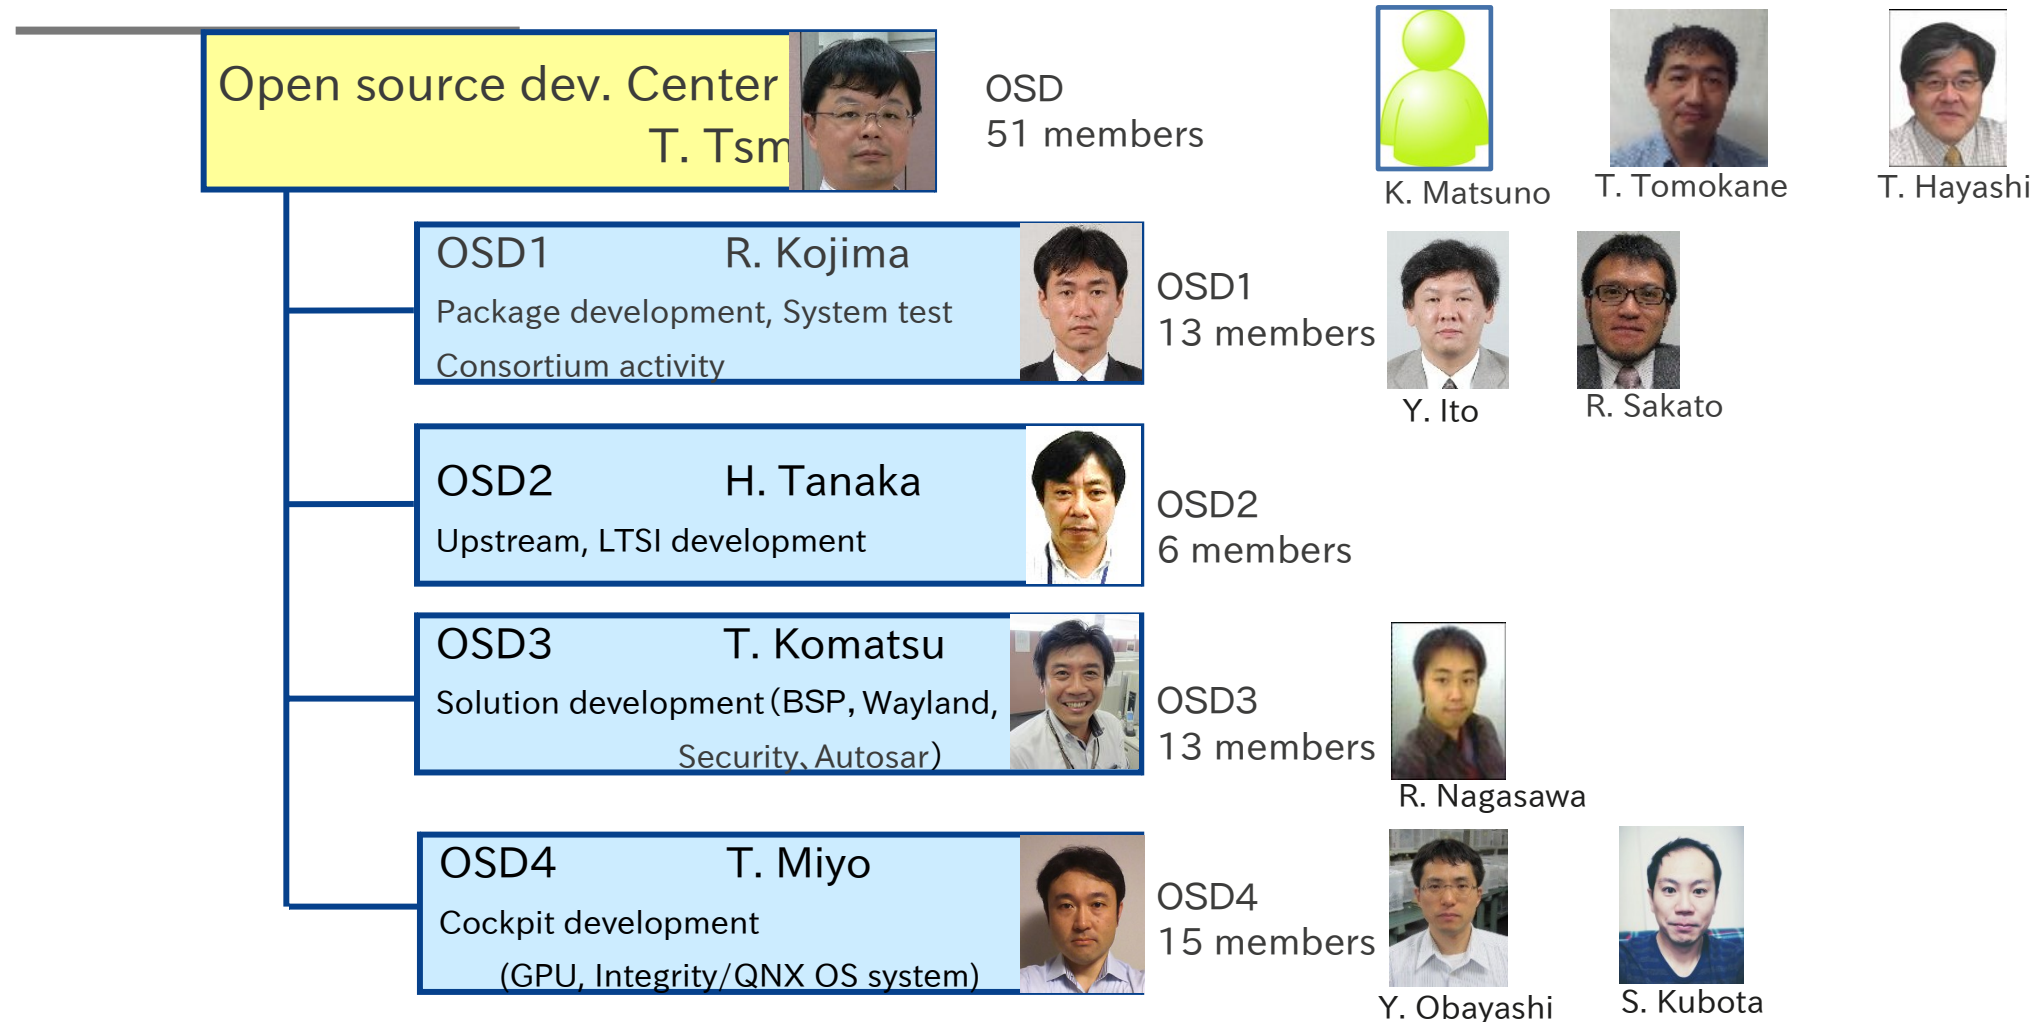 Open source dev. Center
T. Tsm
OSD
51 members
K. Matsuno
T. Tomokane
T. Hayashi
OSD1 R. Kojima
Package development, System test
Consortium activity
OSD1
13 members
Y. Ito
R. Sakato
OSD2 H. Tanaka
Upstream, LTSI development
OSD2
6 members
OSD3 T. Komatsu
Solution development(BSP, Wayland,
Security、Autosar)
OSD3
13 members
R. Nagasawa
OSD4 T. Miyo
Cockpit development
(GPU, Integrity/QNX OS system)
OSD4
15 members
Y. Obayashi
S. Kubota